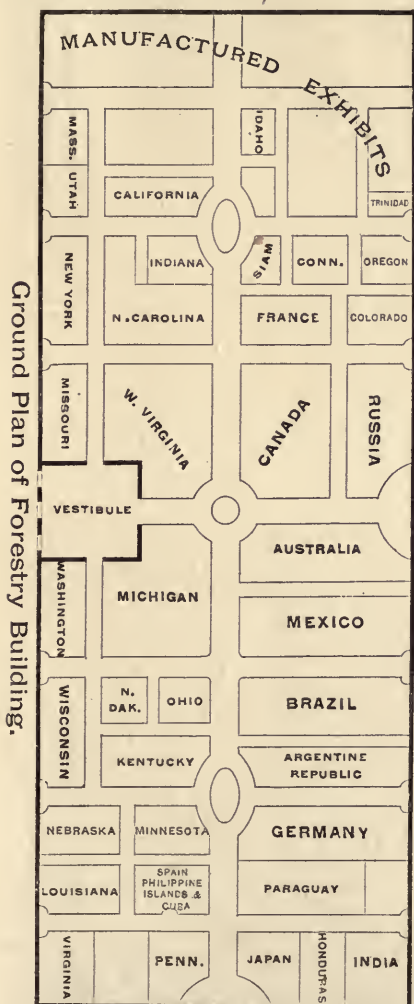 MANUFACTURED EXHIBITS
MASS.
UTAH
CALIFORNIA
IDAHO
TRINIDAD
NEW YORK
INDIANA
N. CAROLINA
SIAM
CONN.
OREGON
FRANCE
COLORADO
MISSOURI
W. VIRGINIA
CANADA
RUSSIA
VESTIBULE
AUSTRALIA
WASHINGTON
MICHIGAN
MEXICO
WISCONSIN
N.
DAK.
OHIO
BRAZIL
KENTUCKY
ARGENTINE
REPUBLIC
NEBRASKA
MINNESOTA
GERMANY
LOUISIANA
SPAIN
PHILIPPINE
ISLANDS &
CUBA
PARAGUAY
VIRGINIA
PENN.
JAPAN
HONDURAS
INDIA
Ground Plan of Forestry Building.